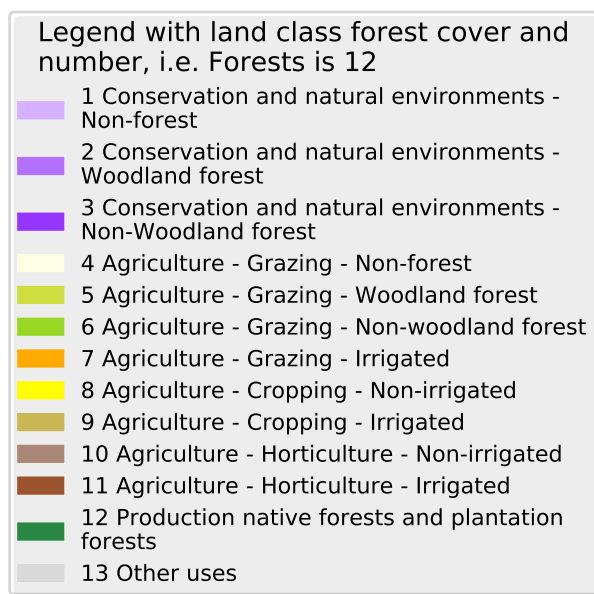 Legend with land class forest cover and
number, i.e. Forests is 12
1 Conservation and natural environments -
Non-forest
2 Conservation and natural environments -
Woodland forest
3 Conservation and natural environments -
Non-Woodland forest
4 Agriculture - Grazing - Non-forest
5 Agriculture - Grazing - Woodland forest
6 Agriculture - Grazing - Non-woodland forest
7 Agriculture - Grazing - Irrigated
8 Agriculture - Cropping - Non-irrigated
9 Agriculture - Cropping - Irrigated
10 Agriculture - Horticulture - Non-irrigated
11 Agriculture - Horticulture - Irrigated
12 Production native forests and plantation
forests
13 Other uses